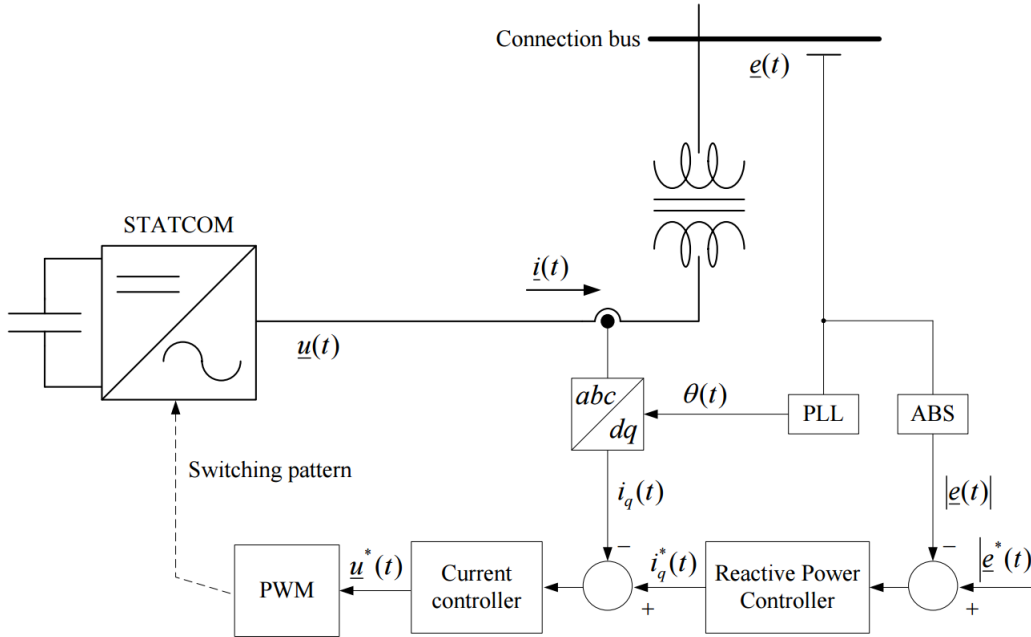 Connection bus
e(t)
STATCOM
i(t)
u(t)
abc
dq
θ(t)
PLL
ABS
Switching pattern
i_q(t)
|e(t)|
PWM
u*(t)
Current
controller
i_q*(t)
Reactive Power
Controller
|e*(t)
−
+
−
+